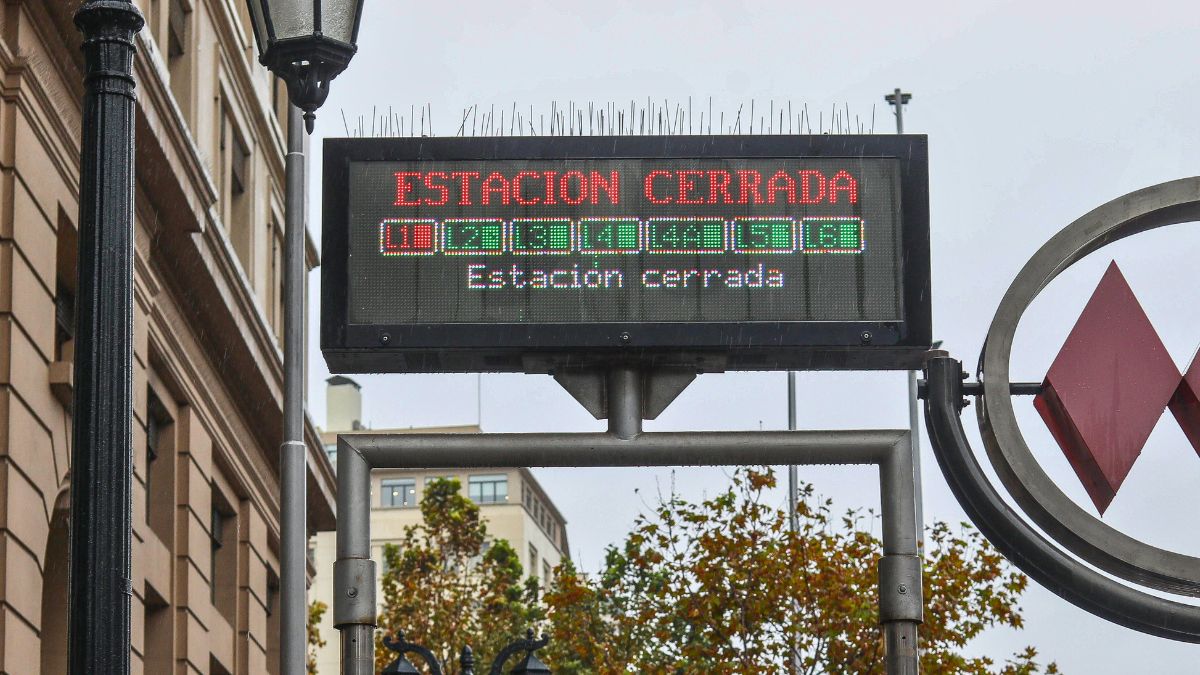 ESTACION CERRADA
L1 L2 L3 L4 L4A L5 L6
Estación cerrada